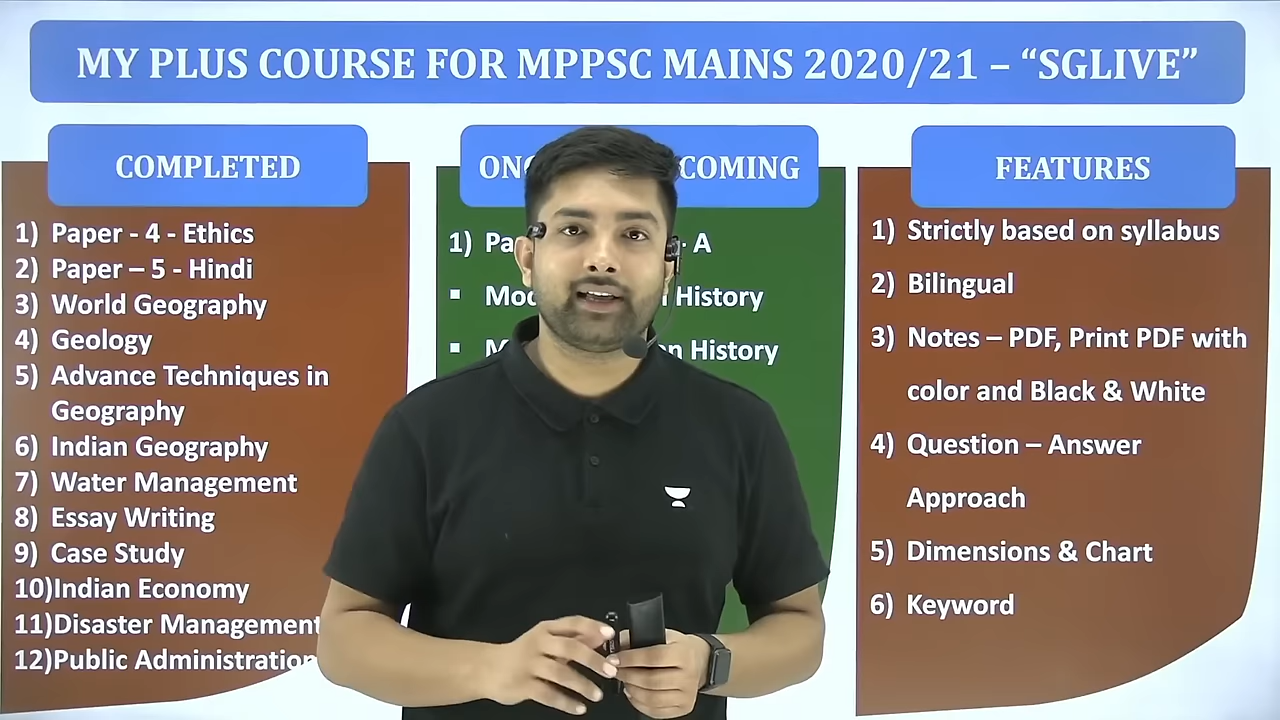 MY PLUS COURSE FOR MPPSC MAINS 2020/21 – “SGLIVE”
COMPLETED
1) Paper - 4 - Ethics
2) Paper – 5 - Hindi
3) World Geography
4) Geology
5) Advance Techniques in
Geography
6) Indian Geography
7) Water Management
8) Essay Writing
9) Case Study
10)Indian Economy
11)Disaster Management
12)Public Administration
COMING
1) A
▪ History
▪ History
FEATURES
1) Strictly based on syllabus
2) Bilingual
3) Notes – PDF, Print PDF with
color and Black & White
4) Question – Answer
Approach
5) Dimensions & Chart
6) Keyword